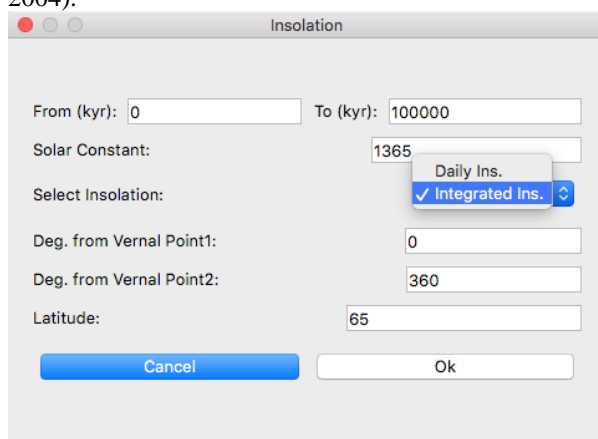 2004).
Insolation
From (kyr): 0 To (kyr): 100000
Solar Constant: 1365
Daily Ins.
Select Insolation: ✓ Integrated Ins.
Deg. from Vernal Point1: 0
Deg. from Vernal Point2: 360
Latitude: 65
Cancel Ok